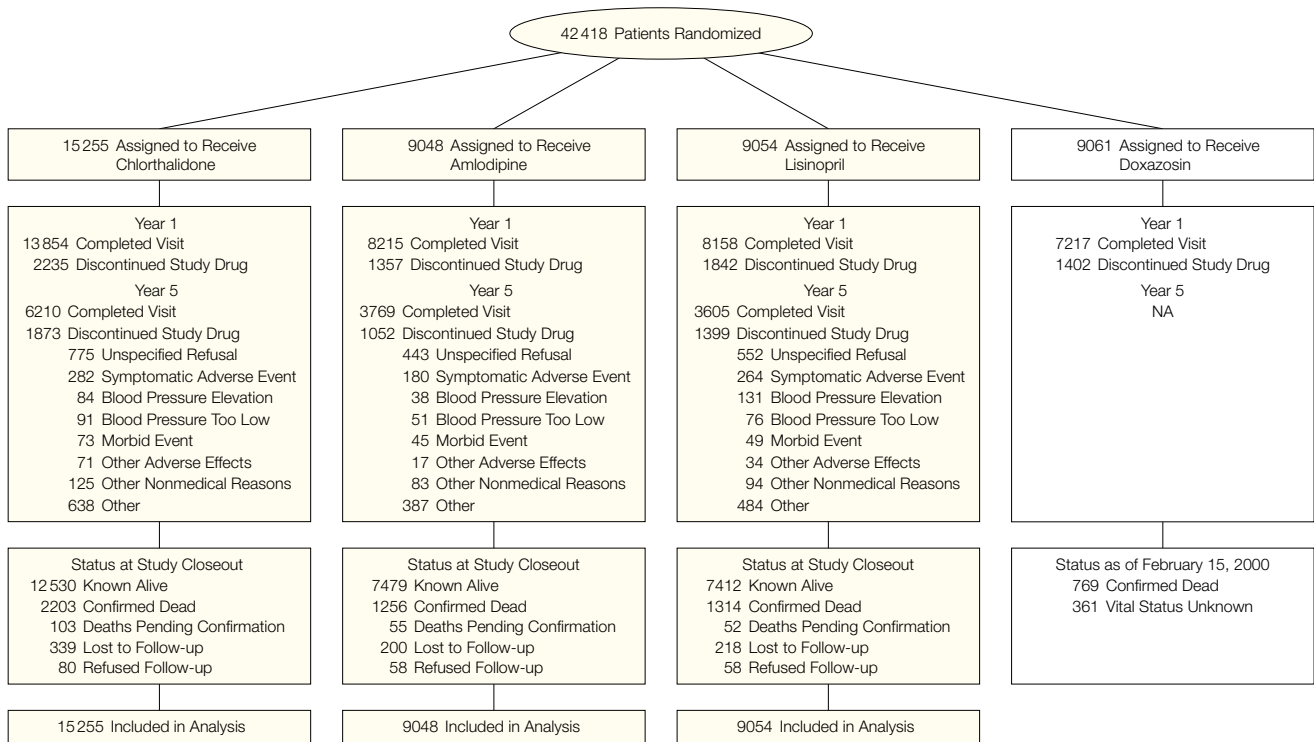 42 418 Patients Randomized
15 255 Assigned to Receive
Chlorthalidone
9048 Assigned to Receive
Amlodipine
9054 Assigned to Receive
Lisinopril
9061 Assigned to Receive
Doxazosin
Year 1
13 854 Completed Visit
2235 Discontinued Study Drug
Year 5
6210 Completed Visit
1873 Discontinued Study Drug
775 Unspecified Refusal
282 Symptomatic Adverse Event
84 Blood Pressure Elevation
91 Blood Pressure Too Low
73 Morbid Event
71 Other Adverse Effects
125 Other Nonmedical Reasons
638 Other
Year 1
8215 Completed Visit
1357 Discontinued Study Drug
Year 5
3769 Completed Visit
1052 Discontinued Study Drug
443 Unspecified Refusal
180 Symptomatic Adverse Event
38 Blood Pressure Elevation
51 Blood Pressure Too Low
45 Morbid Event
17 Other Adverse Effects
83 Other Nonmedical Reasons
387 Other
Year 1
8158 Completed Visit
1842 Discontinued Study Drug
Year 5
3605 Completed Visit
1399 Discontinued Study Drug
552 Unspecified Refusal
264 Symptomatic Adverse Event
131 Blood Pressure Elevation
76 Blood Pressure Too Low
49 Morbid Event
34 Other Adverse Effects
94 Other Nonmedical Reasons
484 Other
Year 1
7217 Completed Visit
1402 Discontinued Study Drug
Year 5
NA
Status at Study Closeout
12 530 Known Alive
2203 Confirmed Dead
103 Deaths Pending Confirmation
339 Lost to Follow-up
80 Refused Follow-up
Status at Study Closeout
7479 Known Alive
1256 Confirmed Dead
55 Deaths Pending Confirmation
200 Lost to Follow-up
58 Refused Follow-up
Status at Study Closeout
7412 Known Alive
1314 Confirmed Dead
52 Deaths Pending Confirmation
218 Lost to Follow-up
58 Refused Follow-up
Status as of February 15, 2000
769 Confirmed Dead
361 Vital Status Unknown
15 255 Included in Analysis
9048 Included in Analysis
9054 Included in Analysis